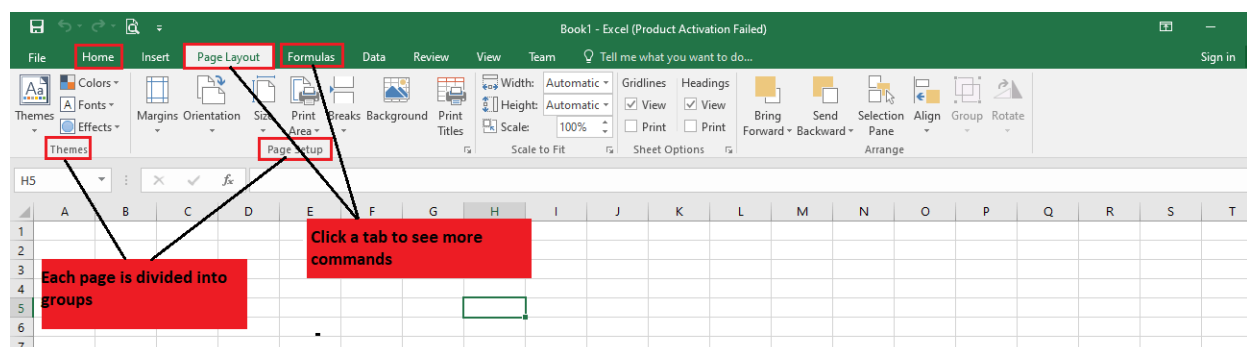 Book1 - Excel (Product Activation Failed)
File Home Insert Page Layout Formulas Data Review View Team Tell me what you want to do... Sign in
Colors Width: Automatic Gridlines Headings
Aa A Fonts Height: Automatic View View
Themes Effects Margins Orientation Size Print Area Breaks Background Print Titles Scale: 100% Print Print Bring Forward Send Backward Selection Pane Align Group Rotate
Themes Page Setup Scale to Fit Sheet Options Arrange
H5 fx
A B C D E F G H I J K L M N O P Q R S T
1
2
3
4
5
6
7
Click a tab to see more
commands
Each page is divided into
groups